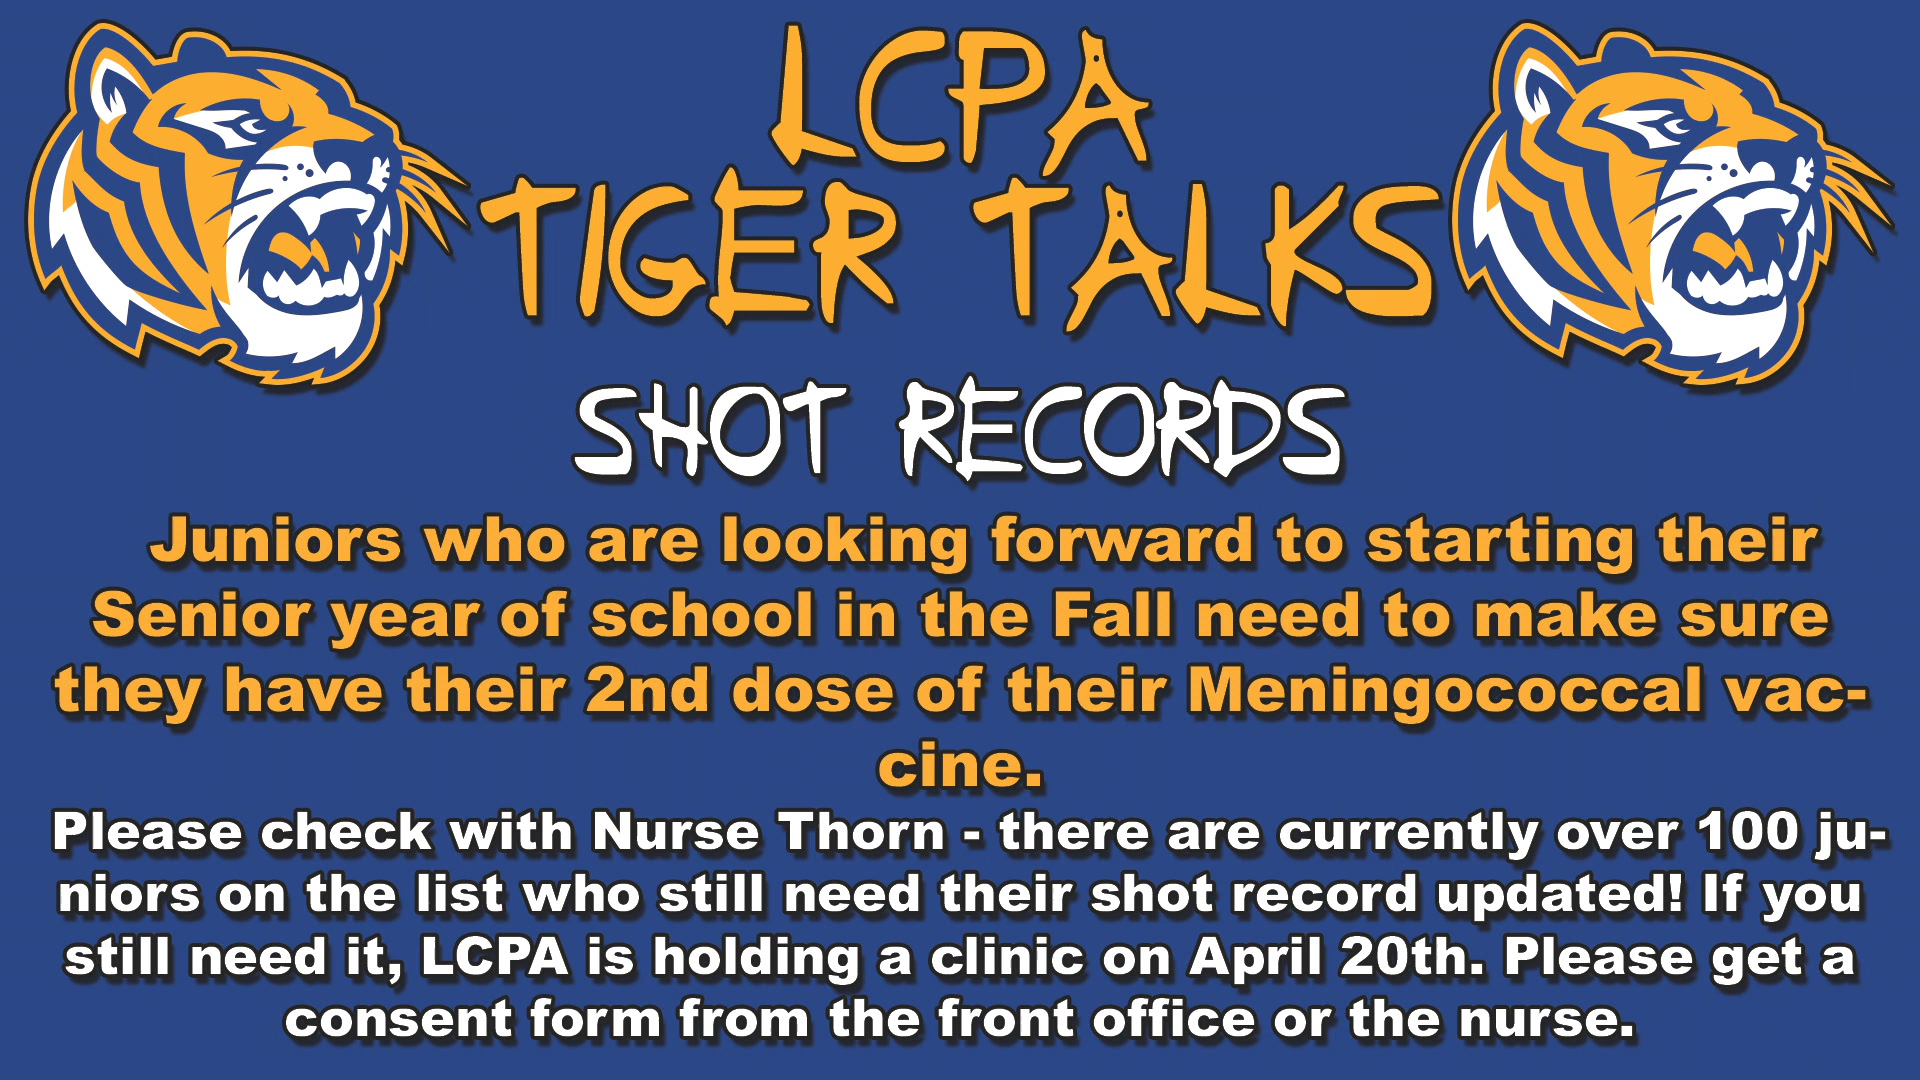 LCPA
TIGER TALKS
SHOT RECORDS
Juniors who are looking forward to starting their
Senior year of school in the Fall need to make sure
they have their 2nd dose of their Meningococcal vac-
cine.
Please check with Nurse Thorn - there are currently over 100 ju-
niors on the list who still need their shot record updated! If you
still need it, LCPA is holding a clinic on April 20th. Please get a
consent form from the front office or the nurse.